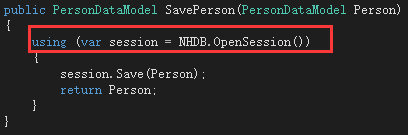 public PersonDataModel SavePerson(PersonDataModel Person)
{
using (var session = NHDB.OpenSession())
{
session.Save(Person);
return Person;
}
}